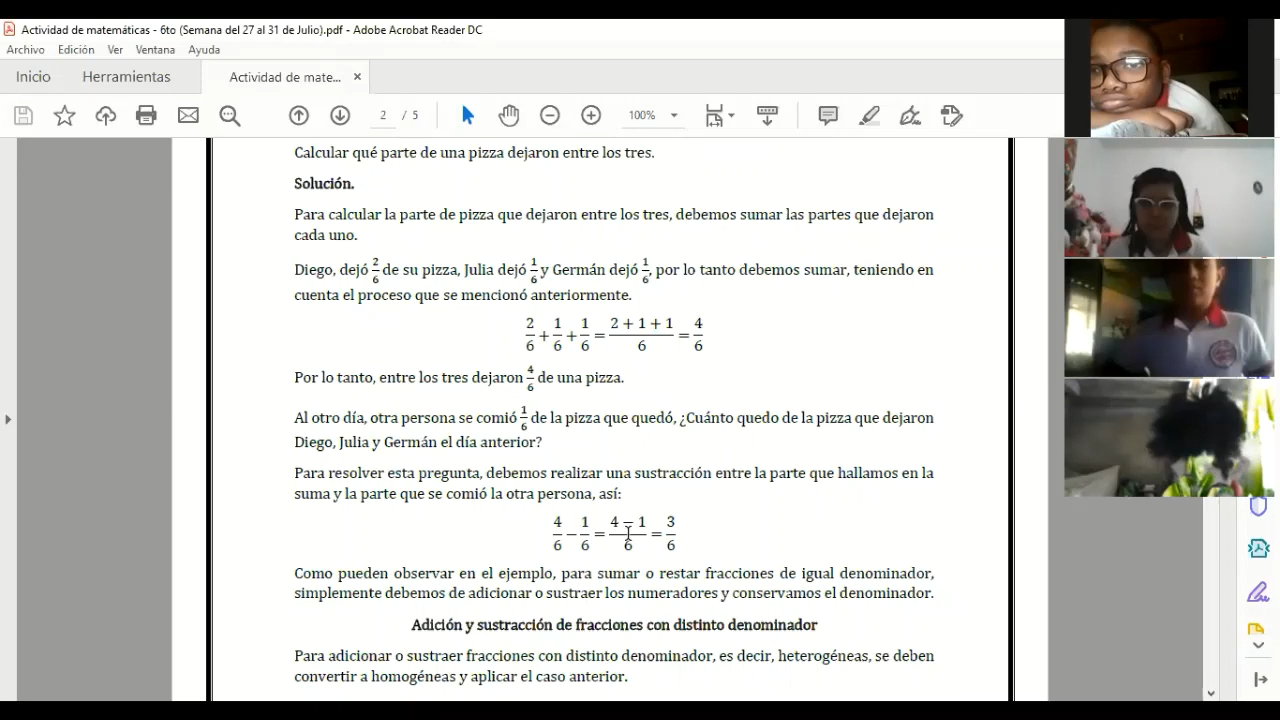 Actividad de matemáticas - 6to (Semana del 27 al 31 de Julio).pdf - Adobe Acrobat Reader DC
Archivo Edición Ver Ventana Ayuda
Inicio Herramientas Actividad de mate... ×
2 / 5 100%
Calcular qué parte de una pizza dejaron entre los tres.
Solución.
Para calcular la parte de pizza que dejaron entre los tres, debemos sumar las partes que dejaron
cada uno.
Diego, dejó 2/6 de su pizza, Julia dejó 1/6 y Germán dejó 1/6, por lo tanto debemos sumar, teniendo en
cuenta el proceso que se mencionó anteriormente.
2/6 + 1/6 + 1/6 = (2 + 1 + 1)/6 = 4/6
Por lo tanto, entre los tres dejaron 4/6 de una pizza.
Al otro día, otra persona se comió 1/6 de la pizza que quedó, ¿Cuánto quedo de la pizza que dejaron
Diego, Julia y Germán el día anterior?
Para resolver esta pregunta, debemos realizar una sustracción entre la parte que hallamos en la
suma y la parte que se comió la otra persona, así:
4/6 − 1/6 = (4 − 1)/6 = 3/6
Como pueden observar en el ejemplo, para sumar o restar fracciones de igual denominador,
simplemente debemos de adicionar o sustraer los numeradores y conservamos el denominador.
Adición y sustracción de fracciones con distinto denominador
Para adicionar o sustraer fracciones con distinto denominador, es decir, heterogéneas, se deben
convertir a homogéneas y aplicar el caso anterior.